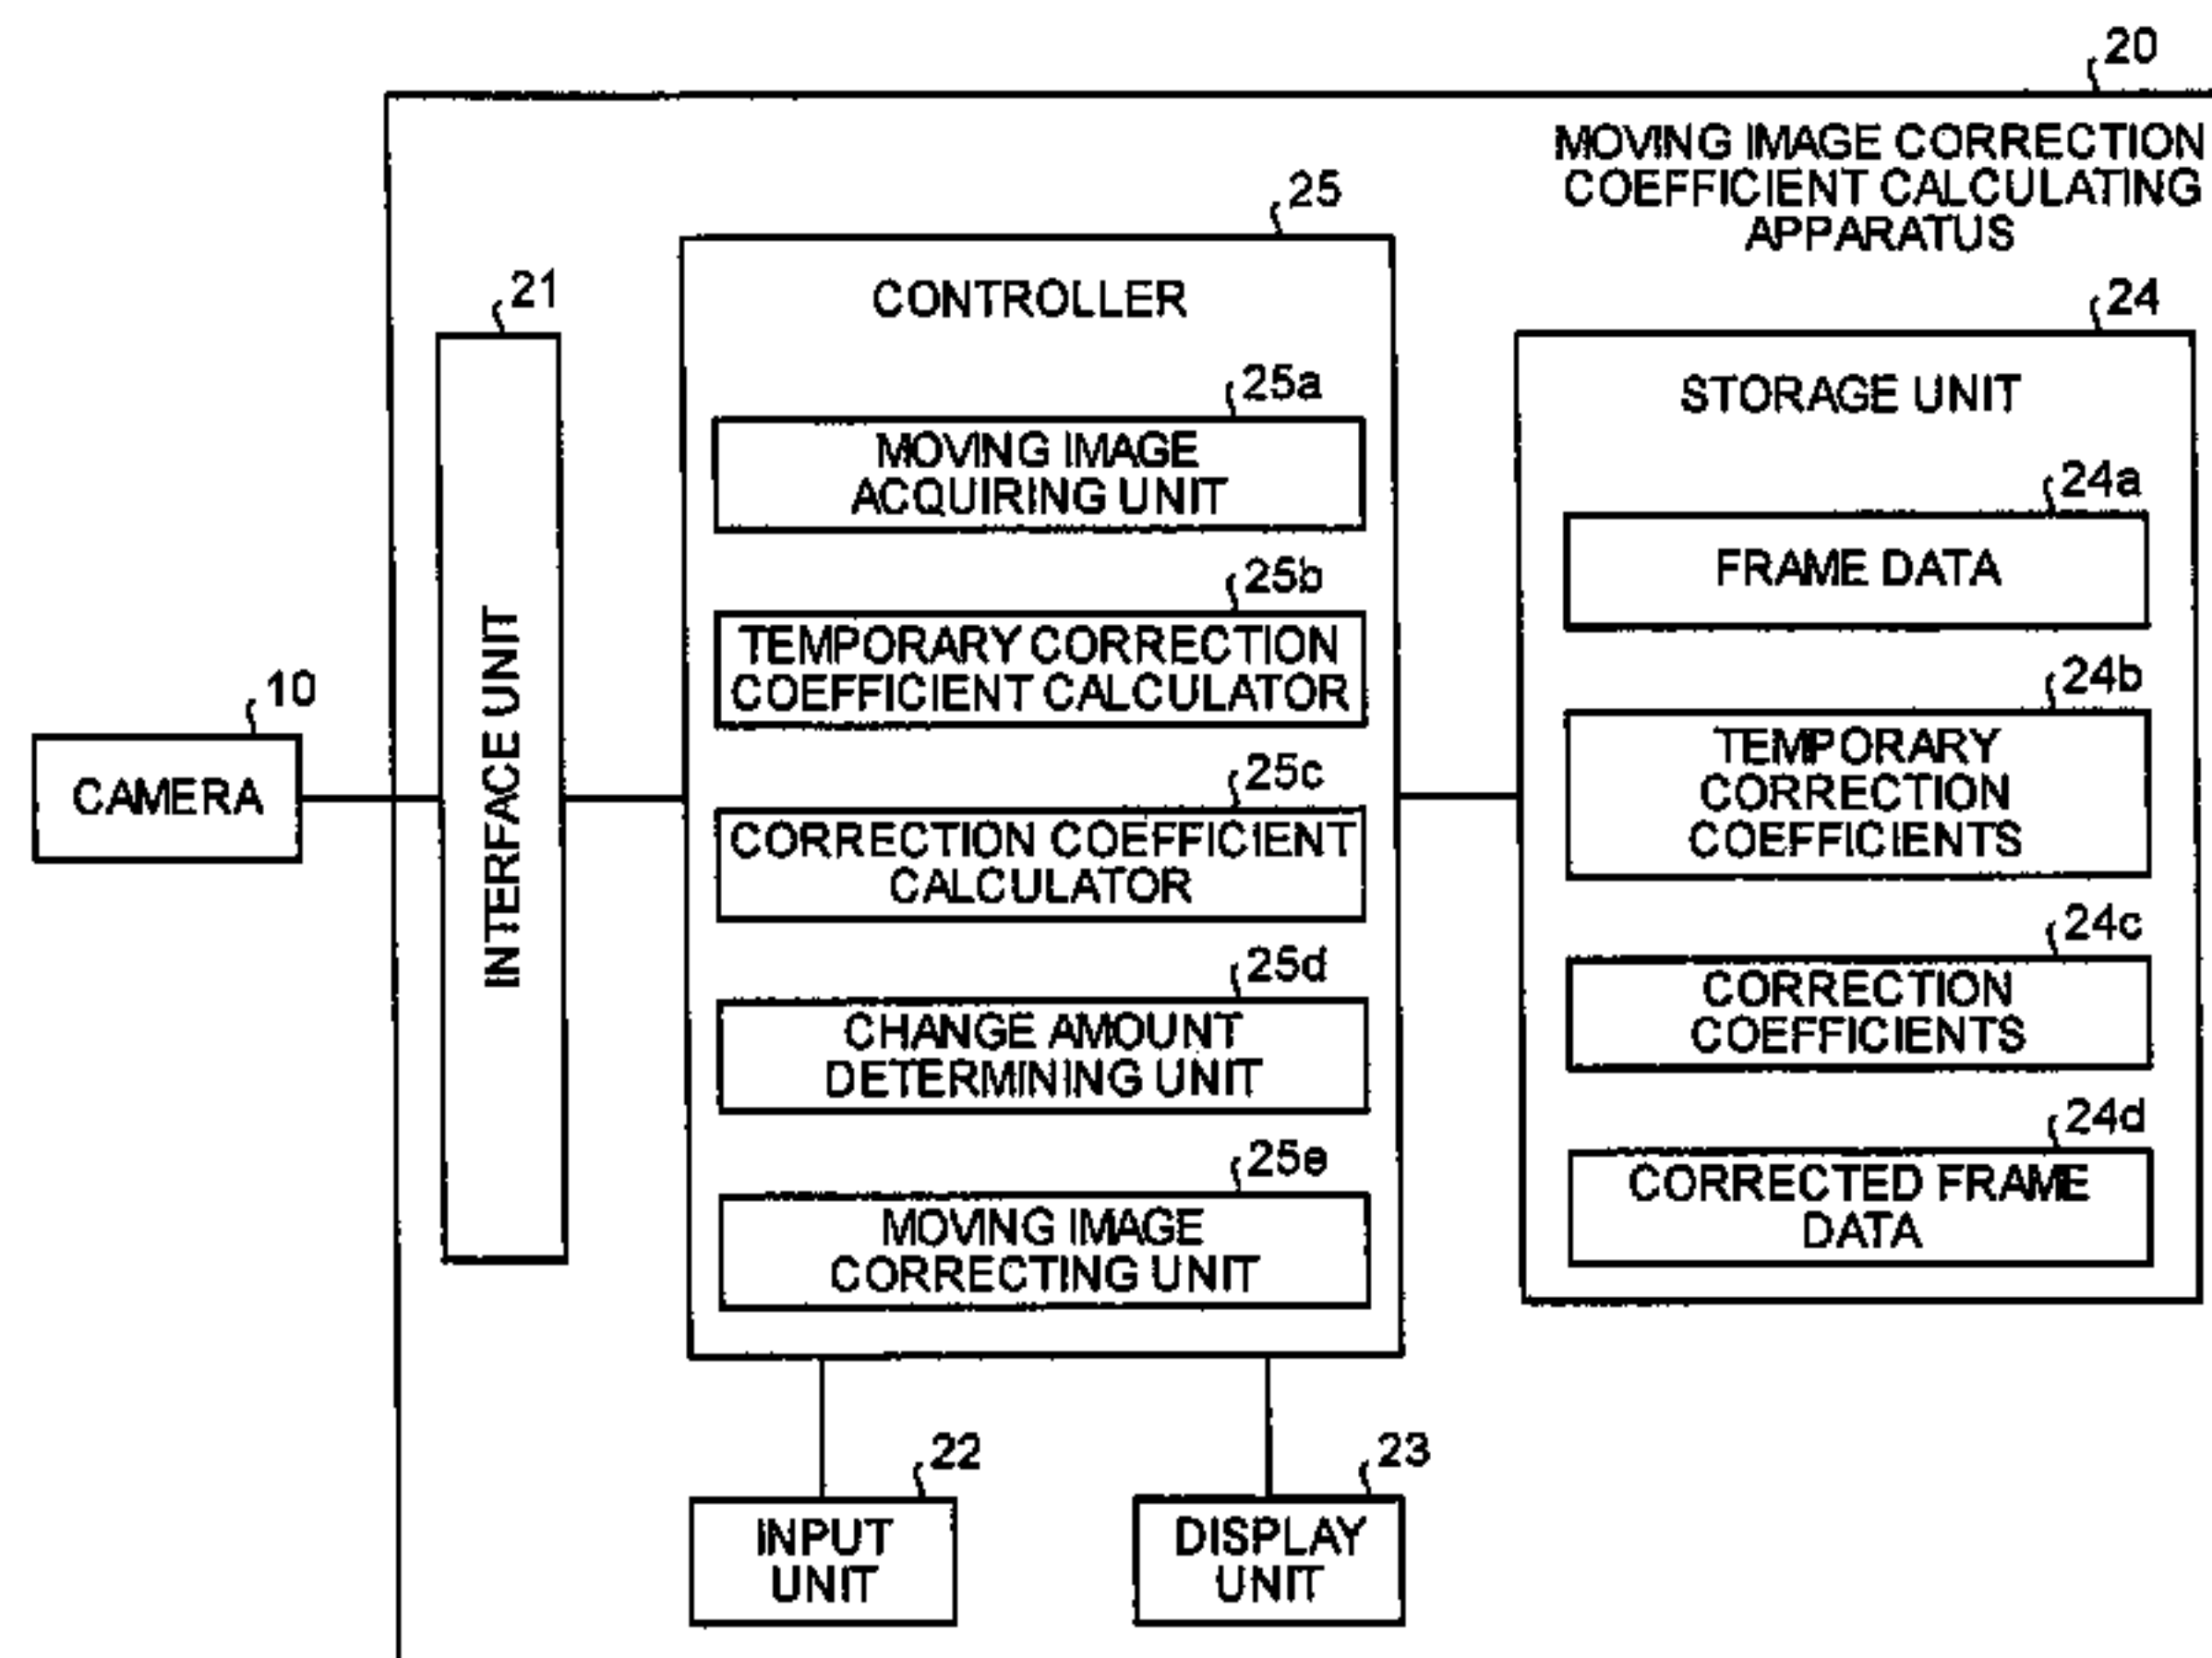 20
MOVING IMAGE CORRECTION
COEFFICIENT CALCULATING
APPARATUS
25
CONTROLLER
21
INTERFACE UNIT
10
CAMERA
25a
MOVING IMAGE
ACQUIRING UNIT
25b
TEMPORARY CORRECTION
COEFFICIENT CALCULATOR
25c
CORRECTION COEFFICIENT
CALCULATOR
25d
CHANGE AMOUNT
DETERMINING UNIT
25e
MOVING IMAGE
CORRECTING UNIT
24
STORAGE UNIT
24a
FRAME DATA
24b
TEMPORARY
CORRECTION
COEFFICIENTS
24c
CORRECTION
COEFFICIENTS
24d
CORRECTED FRAME
DATA
22
INPUT
UNIT
23
DISPLAY
UNIT